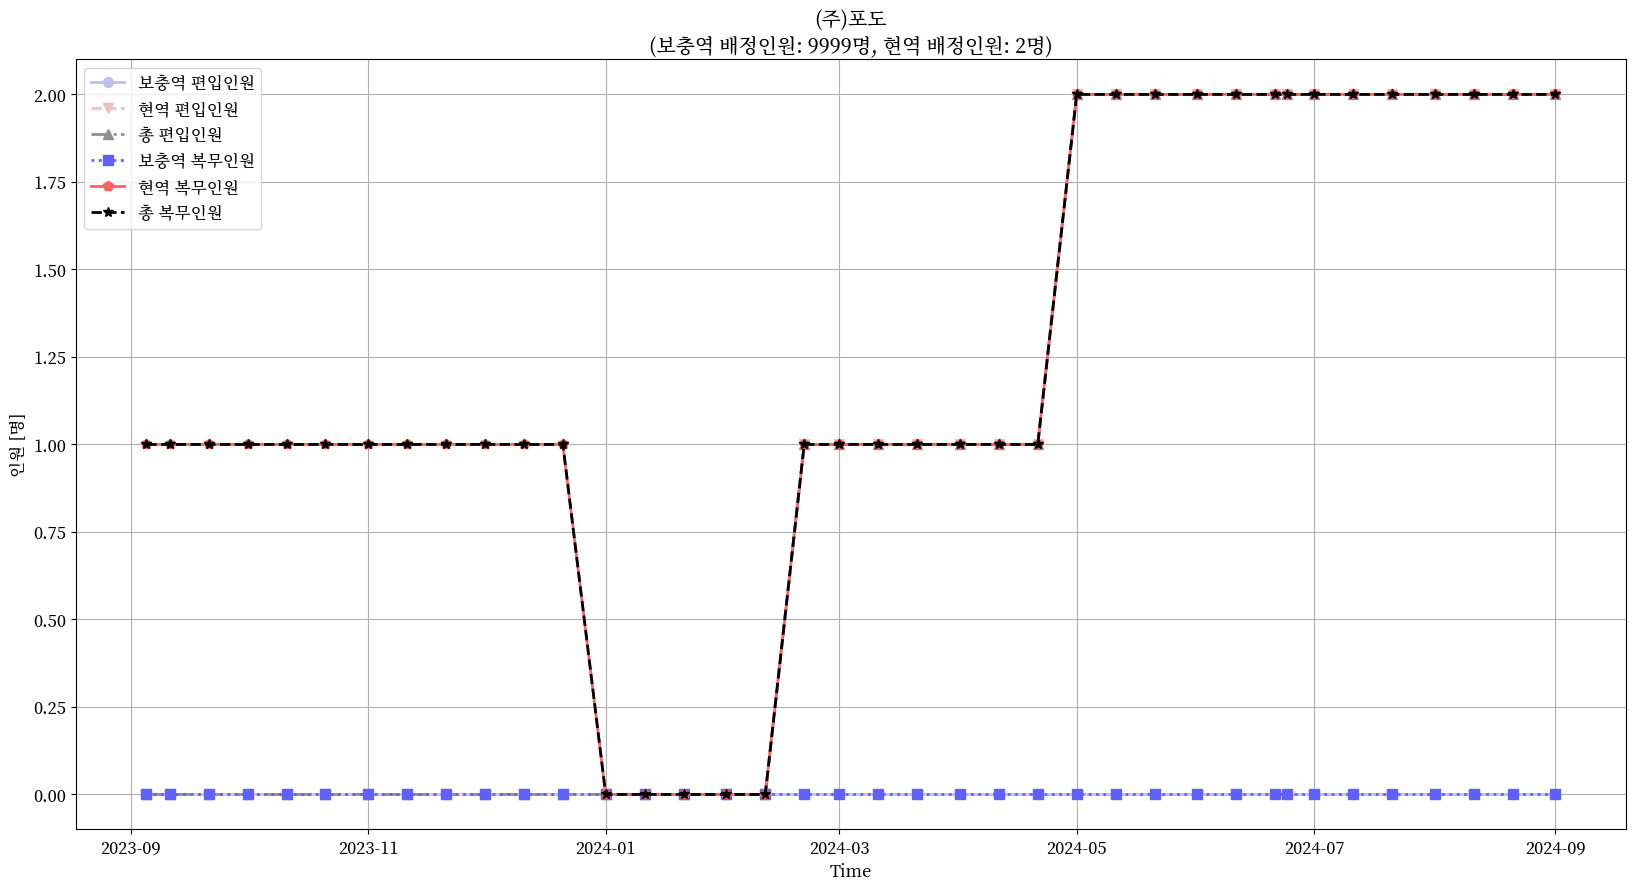 (주)포도
(보충역 배정인원: 9999명, 현역 배정인원: 2명)
보충역 편입인원
현역 편입인원
총 편입인원
보충역 복무인원
현역 복무인원
총 복무인원
인원 [명]
2.00
1.75
1.50
1.25
1.00
0.75
0.50
0.25
0.00
2023-09
2023-11
2024-01
2024-03
2024-05
2024-07
2024-09
Time